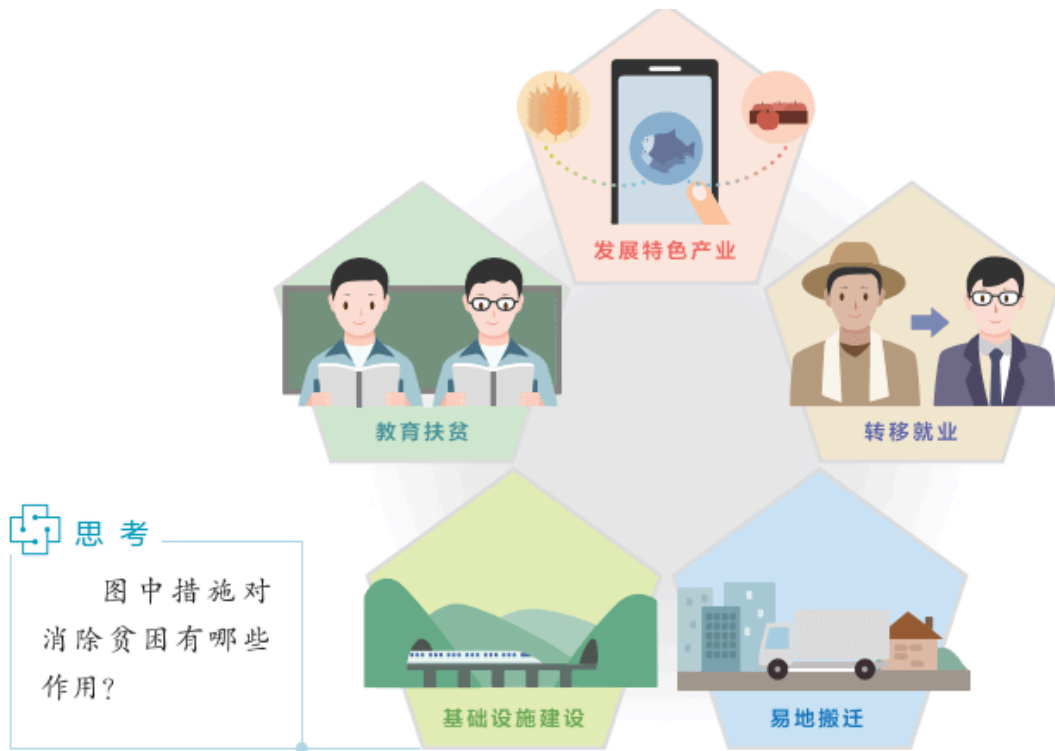 发展特色产业
教育扶贫
转移就业
基础设施建设
易地搬迁
思考
图中措施对
消除贫困有哪些
作用？